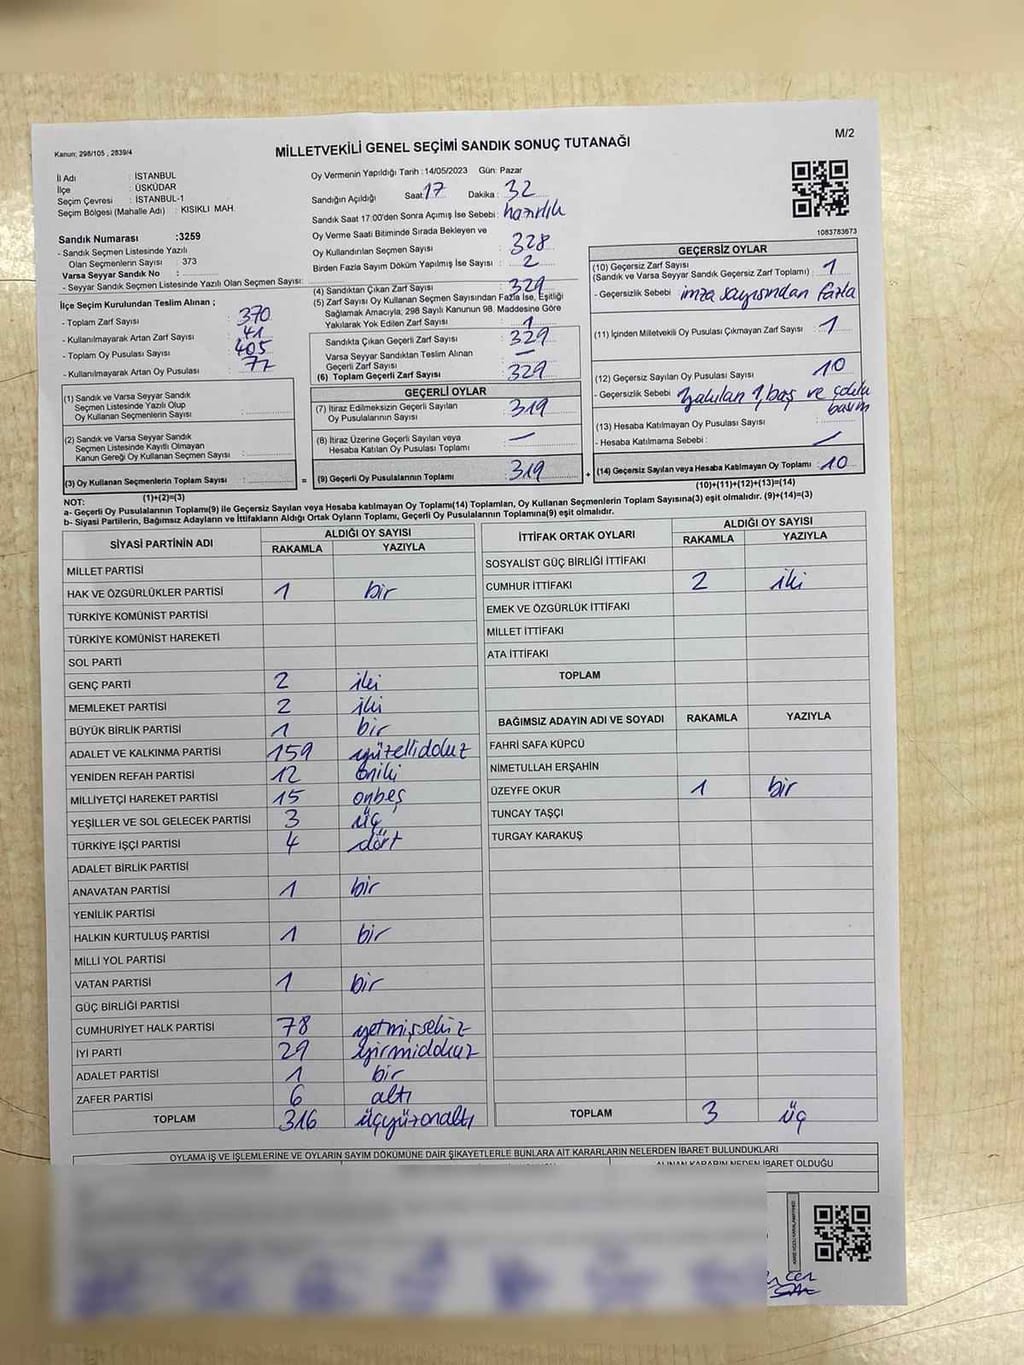 M/2
Kanun: 298/105 , 2839/4
MİLLETVEKİLİ GENEL SEÇİMİ SANDIK SONUÇ TUTANAĞI
İl Adı : İSTANBUL
İlçe : ÜSKÜDAR
Seçim Çevresi : İSTANBUL-1
Seçim Bölgesi (Mahalle Adı) : KISIKLI MAH.
Sandık Numarası :3259
- Sandık Seçmen Listesinde Yazılı
Olan Seçmenlerin Sayısı : 373
Varsa Seyyar Sandık No :
- Seyyar Sandık Seçmen Listesinde Yazılı Olan Seçmen Sayısı:
İlçe Seçim Kurulundan Teslim Alınan ;
- Toplam Zarf Sayısı : 370
- Kullanılmayarak Artan Zarf Sayısı : 41
- Toplam Oy Pusulası Sayısı : 405
- Kullanılmayarak Artan Oy Pusulası : 77
(1) Sandık ve Varsa Seyyar Sandık
Seçmen Listesinde Yazılı Olup
Oy Kullanan Seçmenlerin Sayısı :
(2) Sandık ve Varsa Seyyar Sandık
Seçmen Listesinde Kayıtlı Olmayan
Kanun Gereği Oy Kullanan Seçmen Sayısı :
(3) Oy Kullanan Seçmenlerin Toplam Sayısı :
(1)+(2)=(3)
Oy Vermenin Yapıldığı Tarih : 14/05/2023 Gün: Pazar
Sandığın Açıldığı Saat: 17 Dakika : 32
Sandık Saat 17:00'den Sonra Açımış İse Sebebi : hazırlık
Oy Verme Saati Bitiminde Sırada Bekleyen ve
Oy Kullandırılan Seçmen Sayısı : 328
Birden Fazla Sayım Döküm Yapılmış İse Sayısı : 2
(4) Sandıktan Çıkan Zarf Sayısı : 329
(5) Zarf Sayısı Oy Kullanan Seçmen Sayısından Fazla İse, Eşitliği
Sağlamak Amacıyla, 298 Sayılı Kanunun 98. Maddesine Göre
Yakılarak Yok Edilen Zarf Sayısı : 1
Sandıkta Çıkan Geçerli Zarf Sayısı : 329
Varsa Seyyar Sandıktan Teslim Alınan
Geçerli Zarf Sayısı : —
(6) Toplam Geçerli Zarf Sayısı : 329
GEÇERLİ OYLAR
(7) İtiraz Edilmeksizin Geçerli Sayılan
Oy Pusulalarının Sayısı : 319
(8) İtiraz Üzerine Geçerli Sayılan veya
Hesaba Katılan Oy Pusulası Toplamı : —
= (9) Geçerli Oy Pusulalarının Toplamı : 319 +
1083783673
GEÇERSİZ OYLAR
(10) Geçersiz Zarf Sayısı
(Sandık ve Varsa Seyyar Sandık Geçersiz Zarf Toplamı) : 1
- Geçersizlik Sebebi : imza sayısından fazla
(11) İçinden Milletvekili Oy Pusulası Çıkmayan Zarf Sayısı : 1
(12) Geçersiz Sayılan Oy Pusulası Sayısı : 10
- Geçersizlik Sebebi : ve
basım
(13) Hesaba Katılmayan Oy Pusulası Sayısı :
- Hesaba Katılmama Sebebi : —
(14) Geçersiz Sayılan veya Hesaba Katılmayan Oy Toplamı : 10
(10)+(11)+(12)+(13)=(14)
NOT:
a- Geçerli Oy Pusulalarının Toplamı(9) ile Geçersiz Sayılan veya Hesaba katılmayan Oy Toplamı(14) Toplamları, Oy Kullanan Seçmenlerin Toplam Sayısına(3) eşit olmalıdır. (9)+(14)=(3)
b- Siyasi Partilerin, Bağımsız Adayların ve İttifakların Aldığı Ortak Oyların Toplamı, Geçerli Oy Pusulalarının Toplamına(9) eşit olmalıdır.
SİYASİ PARTİNİN ADI ALDIĞI OY SAYISI
RAKAMLA YAZIYLA
MİLLET PARTİSİ
HAK VE ÖZGÜRLÜKLER PARTİSİ 1 bir
TÜRKİYE KOMÜNİST PARTİSİ
TÜRKİYE KOMÜNİST HAREKETİ
SOL PARTİ
GENÇ PARTİ 2 iki
MEMLEKET PARTİSİ 2 iki
BÜYÜK BİRLİK PARTİSİ 1 bir
ADALET VE KALKINMA PARTİSİ 159 yüzellidokuz
YENİDEN REFAH PARTİSİ 12 oniki
MİLLİYETÇİ HAREKET PARTİSİ 15 onbeş
YEŞİLLER VE SOL GELECEK PARTİSİ 3 üç
TÜRKİYE İŞÇİ PARTİSİ 4 dört
ADALET BİRLİK PARTİSİ
ANAVATAN PARTİSİ 1 bir
YENİLİK PARTİSİ
HALKIN KURTULUŞ PARTİSİ 1 bir
MİLLİ YOL PARTİSİ
VATAN PARTİSİ 1 bir
GÜÇ BİRLİĞİ PARTİSİ
CUMHURİYET HALK PARTİSİ 78 yetmişsekiz
İYİ PARTİ 29 yirmidokuz
ADALET PARTİSİ 1 bir
ZAFER PARTİSİ 6 altı
TOPLAM 316 üçyüzonaltı
İTTİFAK ORTAK OYLARI ALDIĞI OY SAYISI
RAKAMLA YAZIYLA
SOSYALİST GÜÇ BİRLİĞİ İTTİFAKI
CUMHUR İTTİFAKI 2 iki
EMEK VE ÖZGÜRLÜK İTTİFAKI
MİLLET İTTİFAKI
ATA İTTİFAKI
TOPLAM
BAĞIMSIZ ADAYIN ADI VE SOYADI RAKAMLA YAZIYLA
FAHRİ SAFA KÜPCÜ
NİMETULLAH ERŞAHİN
ÜZEYFE OKUR 1 bir
TUNCAY TAŞÇI
TURGAY KARAKUŞ
TOPLAM 3 üç
OYLAMA İŞ VE İŞLEMLERİNE VE OYLARIN SAYIM DÖKÜMÜNE DAİR ŞİKAYETLERLE BUNLARA AİT KARARLARIN NELERDEN İBARET BULUNDUKLARI
ALINAN KARARIN NEDEN İBARET OLDUĞU